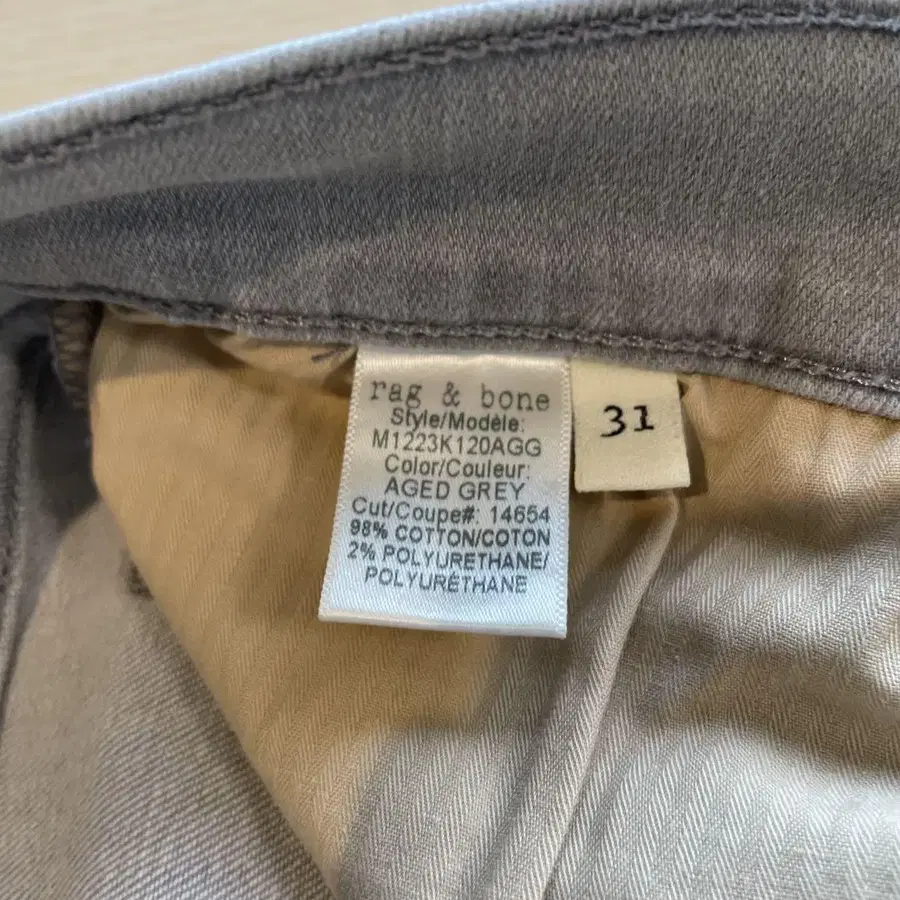 rag & bone
Style/Modèle:
M1223K120AGG
Color/Couleur:
AGED GREY
Cut/Coupe#: 14654
98% COTTON/COTON
2% POLYURETHANE/
POLYURÉTHANE
31